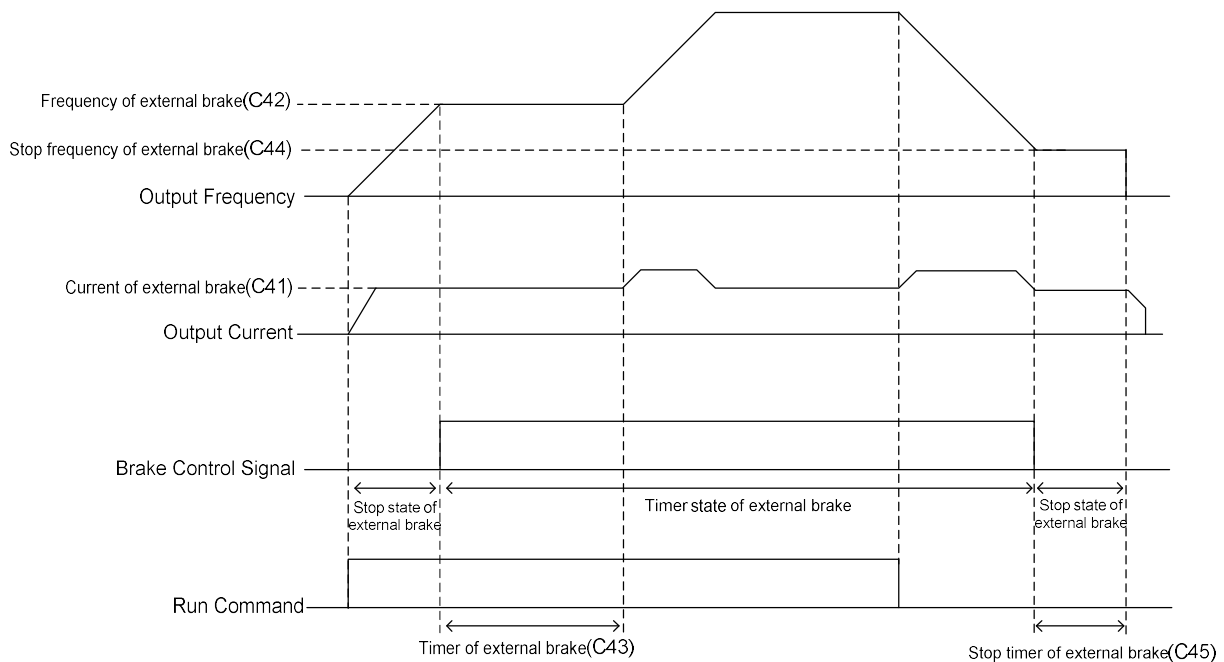 Frequency of external brake(C42)
Stop frequency of external brake(C44)
Output Frequency
Current of external brake(C41)
Output Current
Brake Control Signal
Stop state of
external brake
Timer state of external brake
Stop state of
external brake
Run Command
Timer of external brake(C43)
Stop timer of external brake(C45)